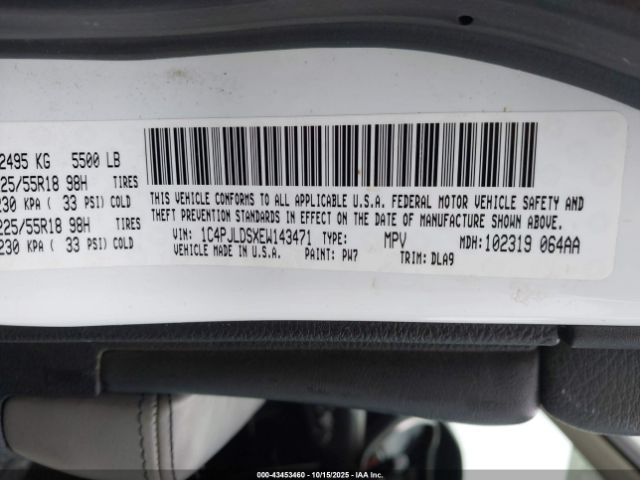 2495 KG 5500 LB
25/55R18 98H TIRES
230 KPA ( 33 PSI) COLD
225/55R18 98H TIRES
230 KPA ( 33 PSI) COLD
THIS VEHICLE CONFORMS TO ALL APPLICABLE U.S.A. FEDERAL MOTOR VEHICLE SAFETY AND
THEFT PREVENTION STANDARDS IN EFFECT ON THE DATE OF MANUFACTURE SHOWN ABOVE.
VIN: 1C4PJLDSXEW143471 TYPE: MPV MDH: 102319 064AA
VEHICLE MADE IN U.S.A. PAINT: PW7 TRIM: DLA9
000-43453460 - 10/15/2025 - IAAI.com